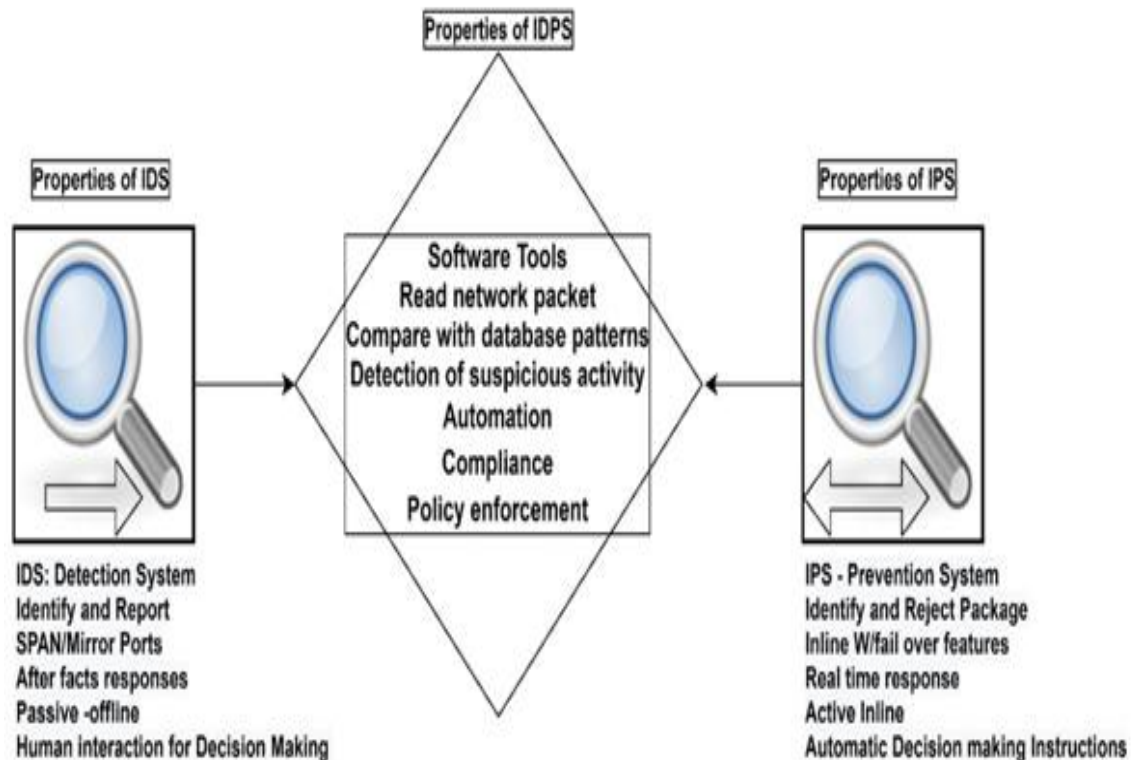 Properties of IDPS
Properties of IDS
Properties of IPS
Software Tools
Read network packet
Compare with database patterns
Detection of suspicious activity
Automation
Compliance
Policy enforcement
IDS: Detection System
Identify and Report
SPAN/Mirror Ports
After facts responses
Passive -offline
Human interaction for Decision Making
IPS - Prevention System
Identify and Reject Package
Inline W/fail over features
Real time response
Active Inline
Automatic Decision making Instructions